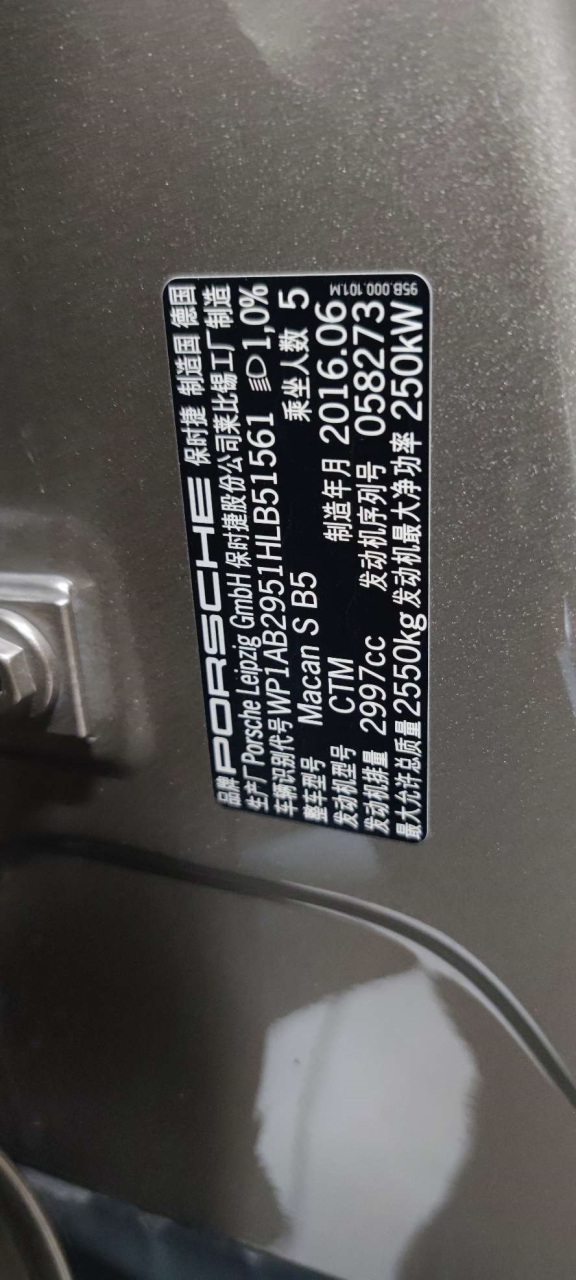 品牌 PORSCHE 保时捷 制造国 德国
生产厂 Porsche Leipzig GmbH 保时捷股份公司莱比锡工厂制造
车辆识别代号 WP1AB2951HLB51561 1,0%
整车型号 Macan S B5 乘坐人数 5
发动机型号 CTM 制造年月 2016.06
发动机排量 2997cc 发动机序列号 058273
最大允许总质量 2550kg 发动机最大净功率 250kW
95B.000.101.M